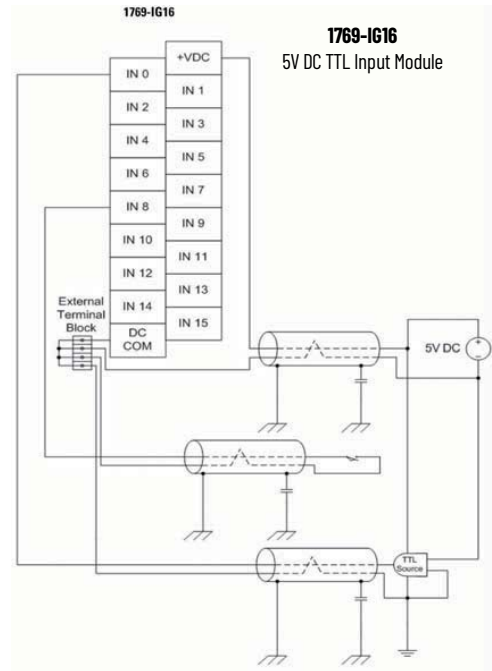 1769-IG16
1769-IG16
5V DC TTL Input Module
+VDC
IN 0
IN 1
IN 2
IN 3
IN 4
IN 5
IN 6
IN 7
IN 8
IN 9
IN 10
IN 11
IN 12
IN 13
IN 14
IN 15
DC
COM
External
Terminal
Block
5V DC
+
-
TTL
Source